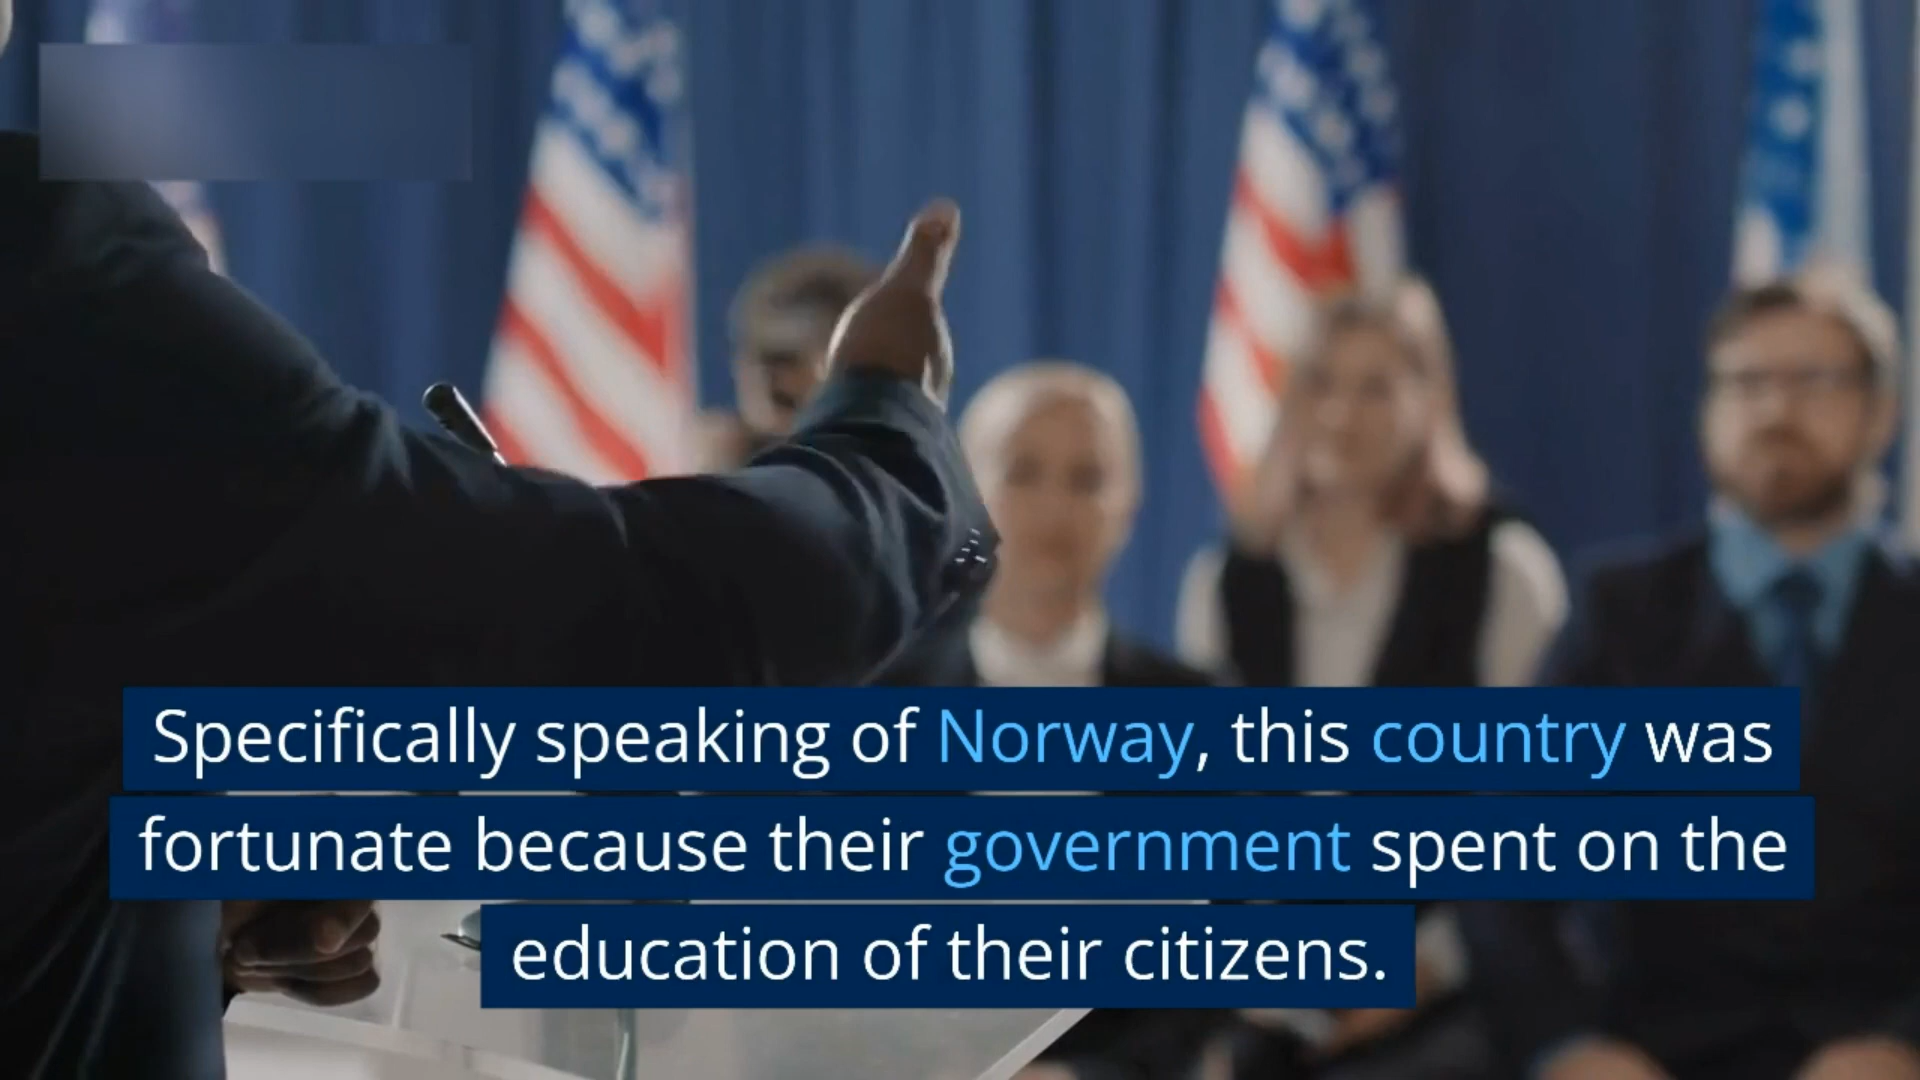 Specifically speaking of Norway, this country was
fortunate because their government spent on the
education of their citizens.